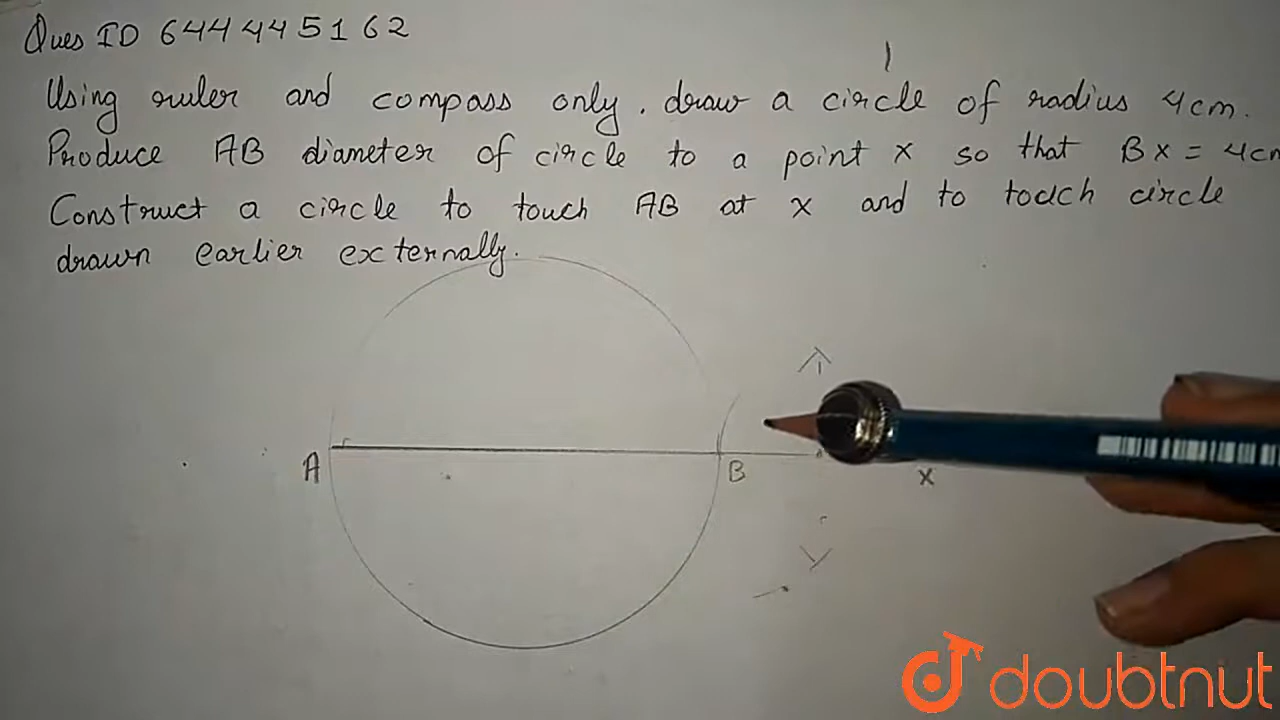 Ques ID 644445162
Using ruler and compass only. draw a circle of radius 4cm.
Produce AB diameter of circle to a point x so that Bx = 4cm
Construct a circle to touch AB at x and to touch circle
drawn earlier externally.
A
B
x
doubtnut